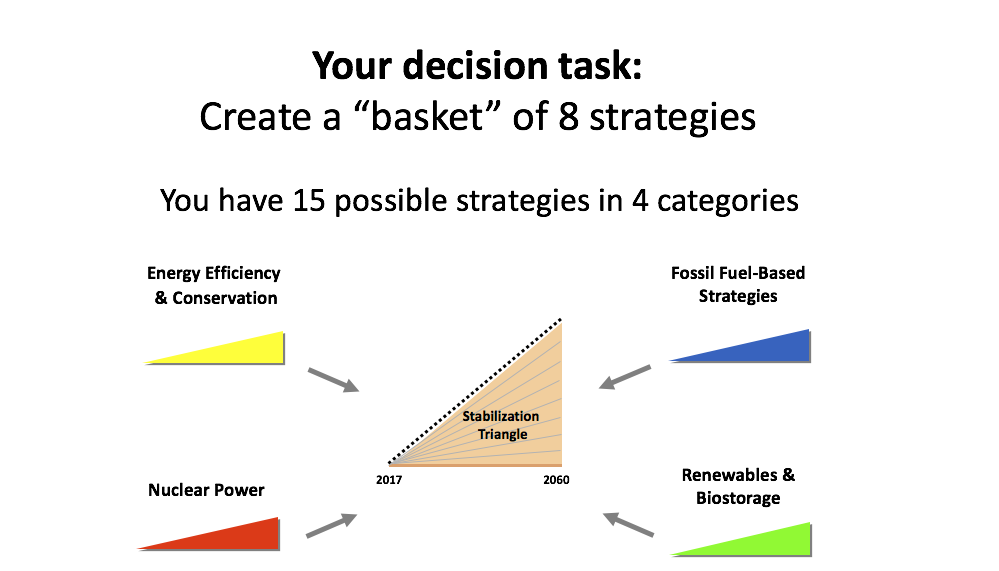 Your decision task:
Create a “basket” of 8 strategies
You have 15 possible strategies in 4 categories
Energy Efficiency
& Conservation
Fossil Fuel-Based
Strategies
Stabilization
Triangle
2017
2060
Nuclear Power
Renewables &
Biostorage